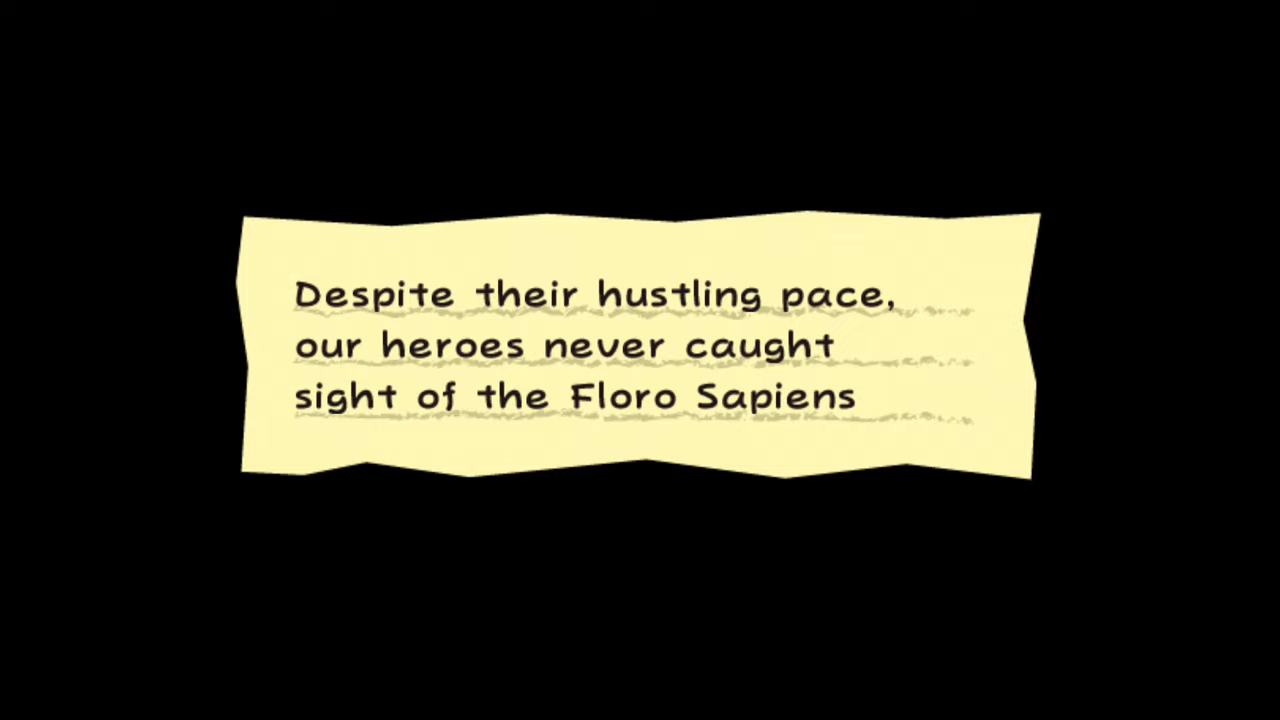 Despite their hustling pace,
our heroes never caught
sight of the Floro Sapiens